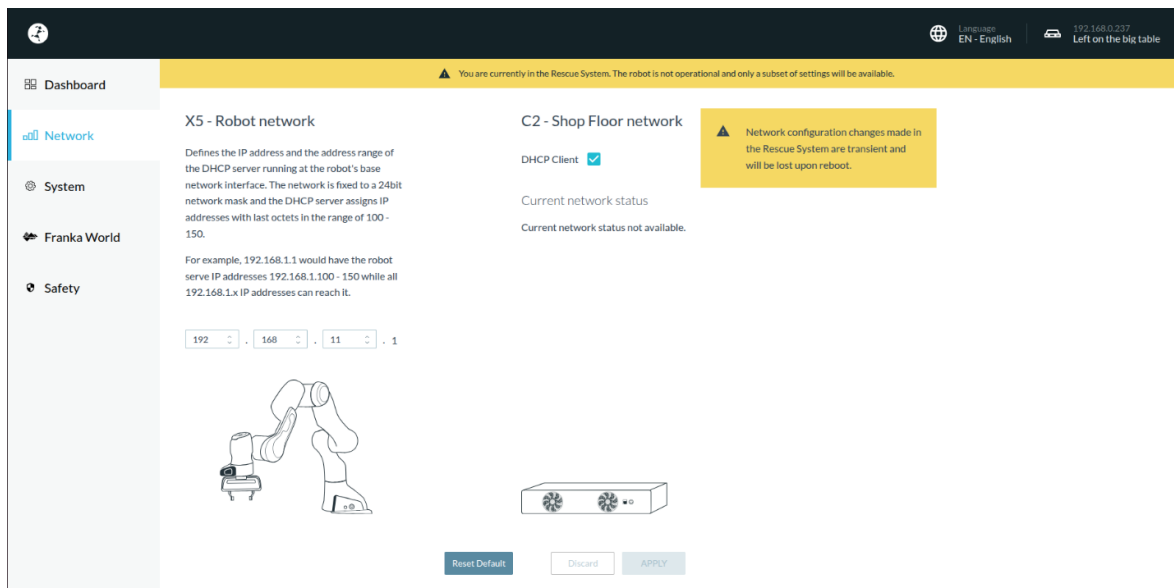 Language
EN - English
192.168.0.237
Left on the big table
Dashboard
Network
System
Franka World
Safety
You are currently in the Rescue System. The robot is not operational and only a subset of settings will be available.
X5 - Robot network
Defines the IP address and the address range of
the DHCP server running at the robot's base
network interface. The network is fixed to a 24bit
network mask and the DHCP server assigns IP
addresses with last octets in the range of 100 -
150.
For example, 192.168.1.1 would have the robot
serve IP addresses 192.168.1.100 - 150 while all
192.168.1.x IP addresses can reach it.
192 . 168 . 11 . 1
C2 - Shop Floor network
DHCP Client
Current network status
Current network status not available.
Network configuration changes made in
the Rescue System are transient and
will be lost upon reboot.
Reset Default
Discard
APPLY